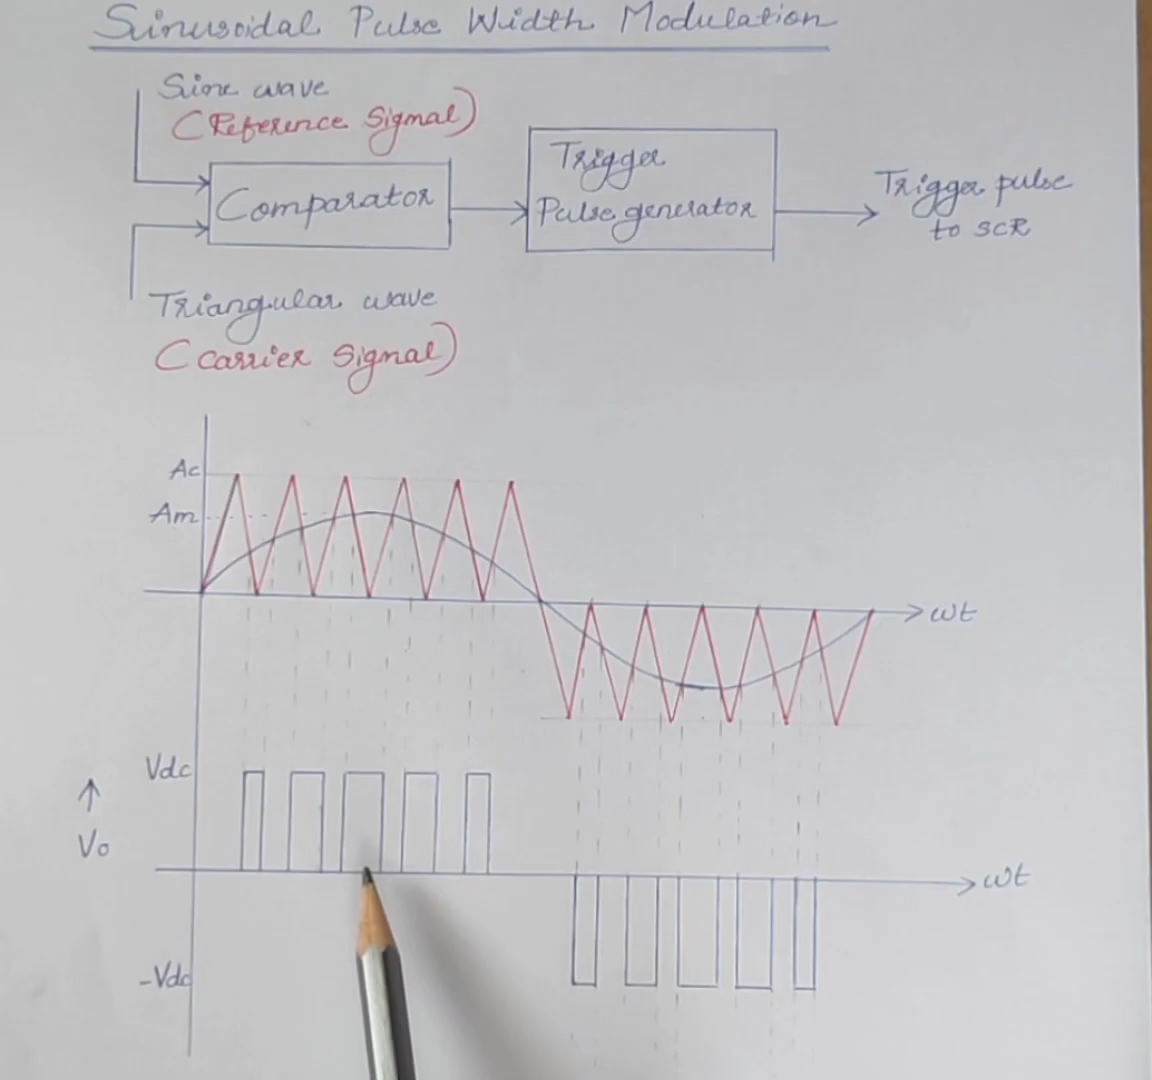 Sinusoidal Pulse Width Modulation
Sine wave
(Reference Signal)
Comparator
Trigger
Pulse generator
Trigger pulse
to SCR
Triangular wave
(Carrier Signal)
Ac
Am
ωt
Vdc
Vo
ωt
-Vdc